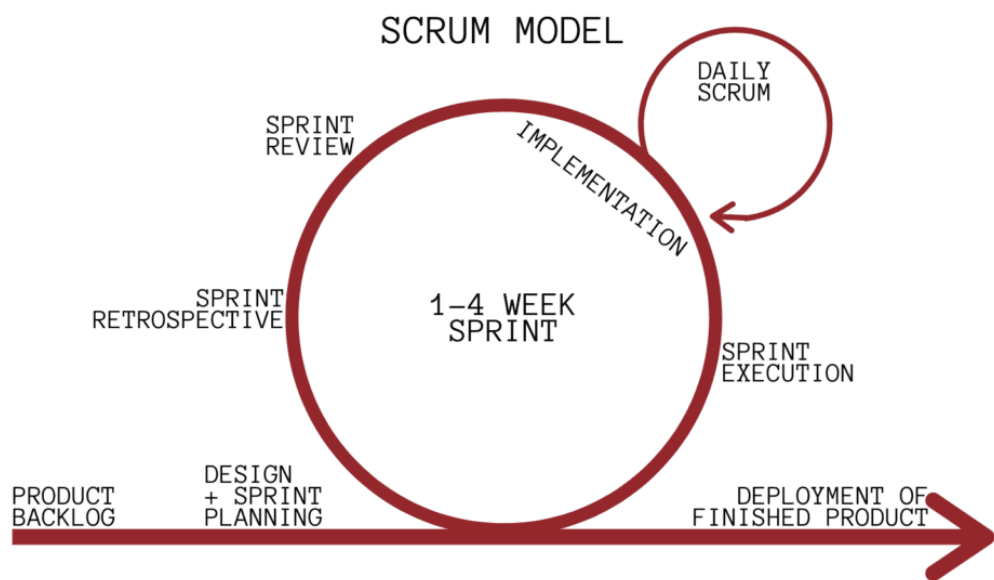 SCRUM MODEL
DAILY
SCRUM
SPRINT
REVIEW
IMPLEMENTATION
SPRINT
RETROSPECTIVE
1–4 WEEK
SPRINT
SPRINT
EXECUTION
PRODUCT
BACKLOG
DESIGN
+ SPRINT
PLANNING
DEPLOYMENT OF
FINISHED PRODUCT